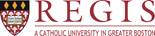 REGIS
A CATHOLIC UNIVERSITY IN GREATER BOSTON